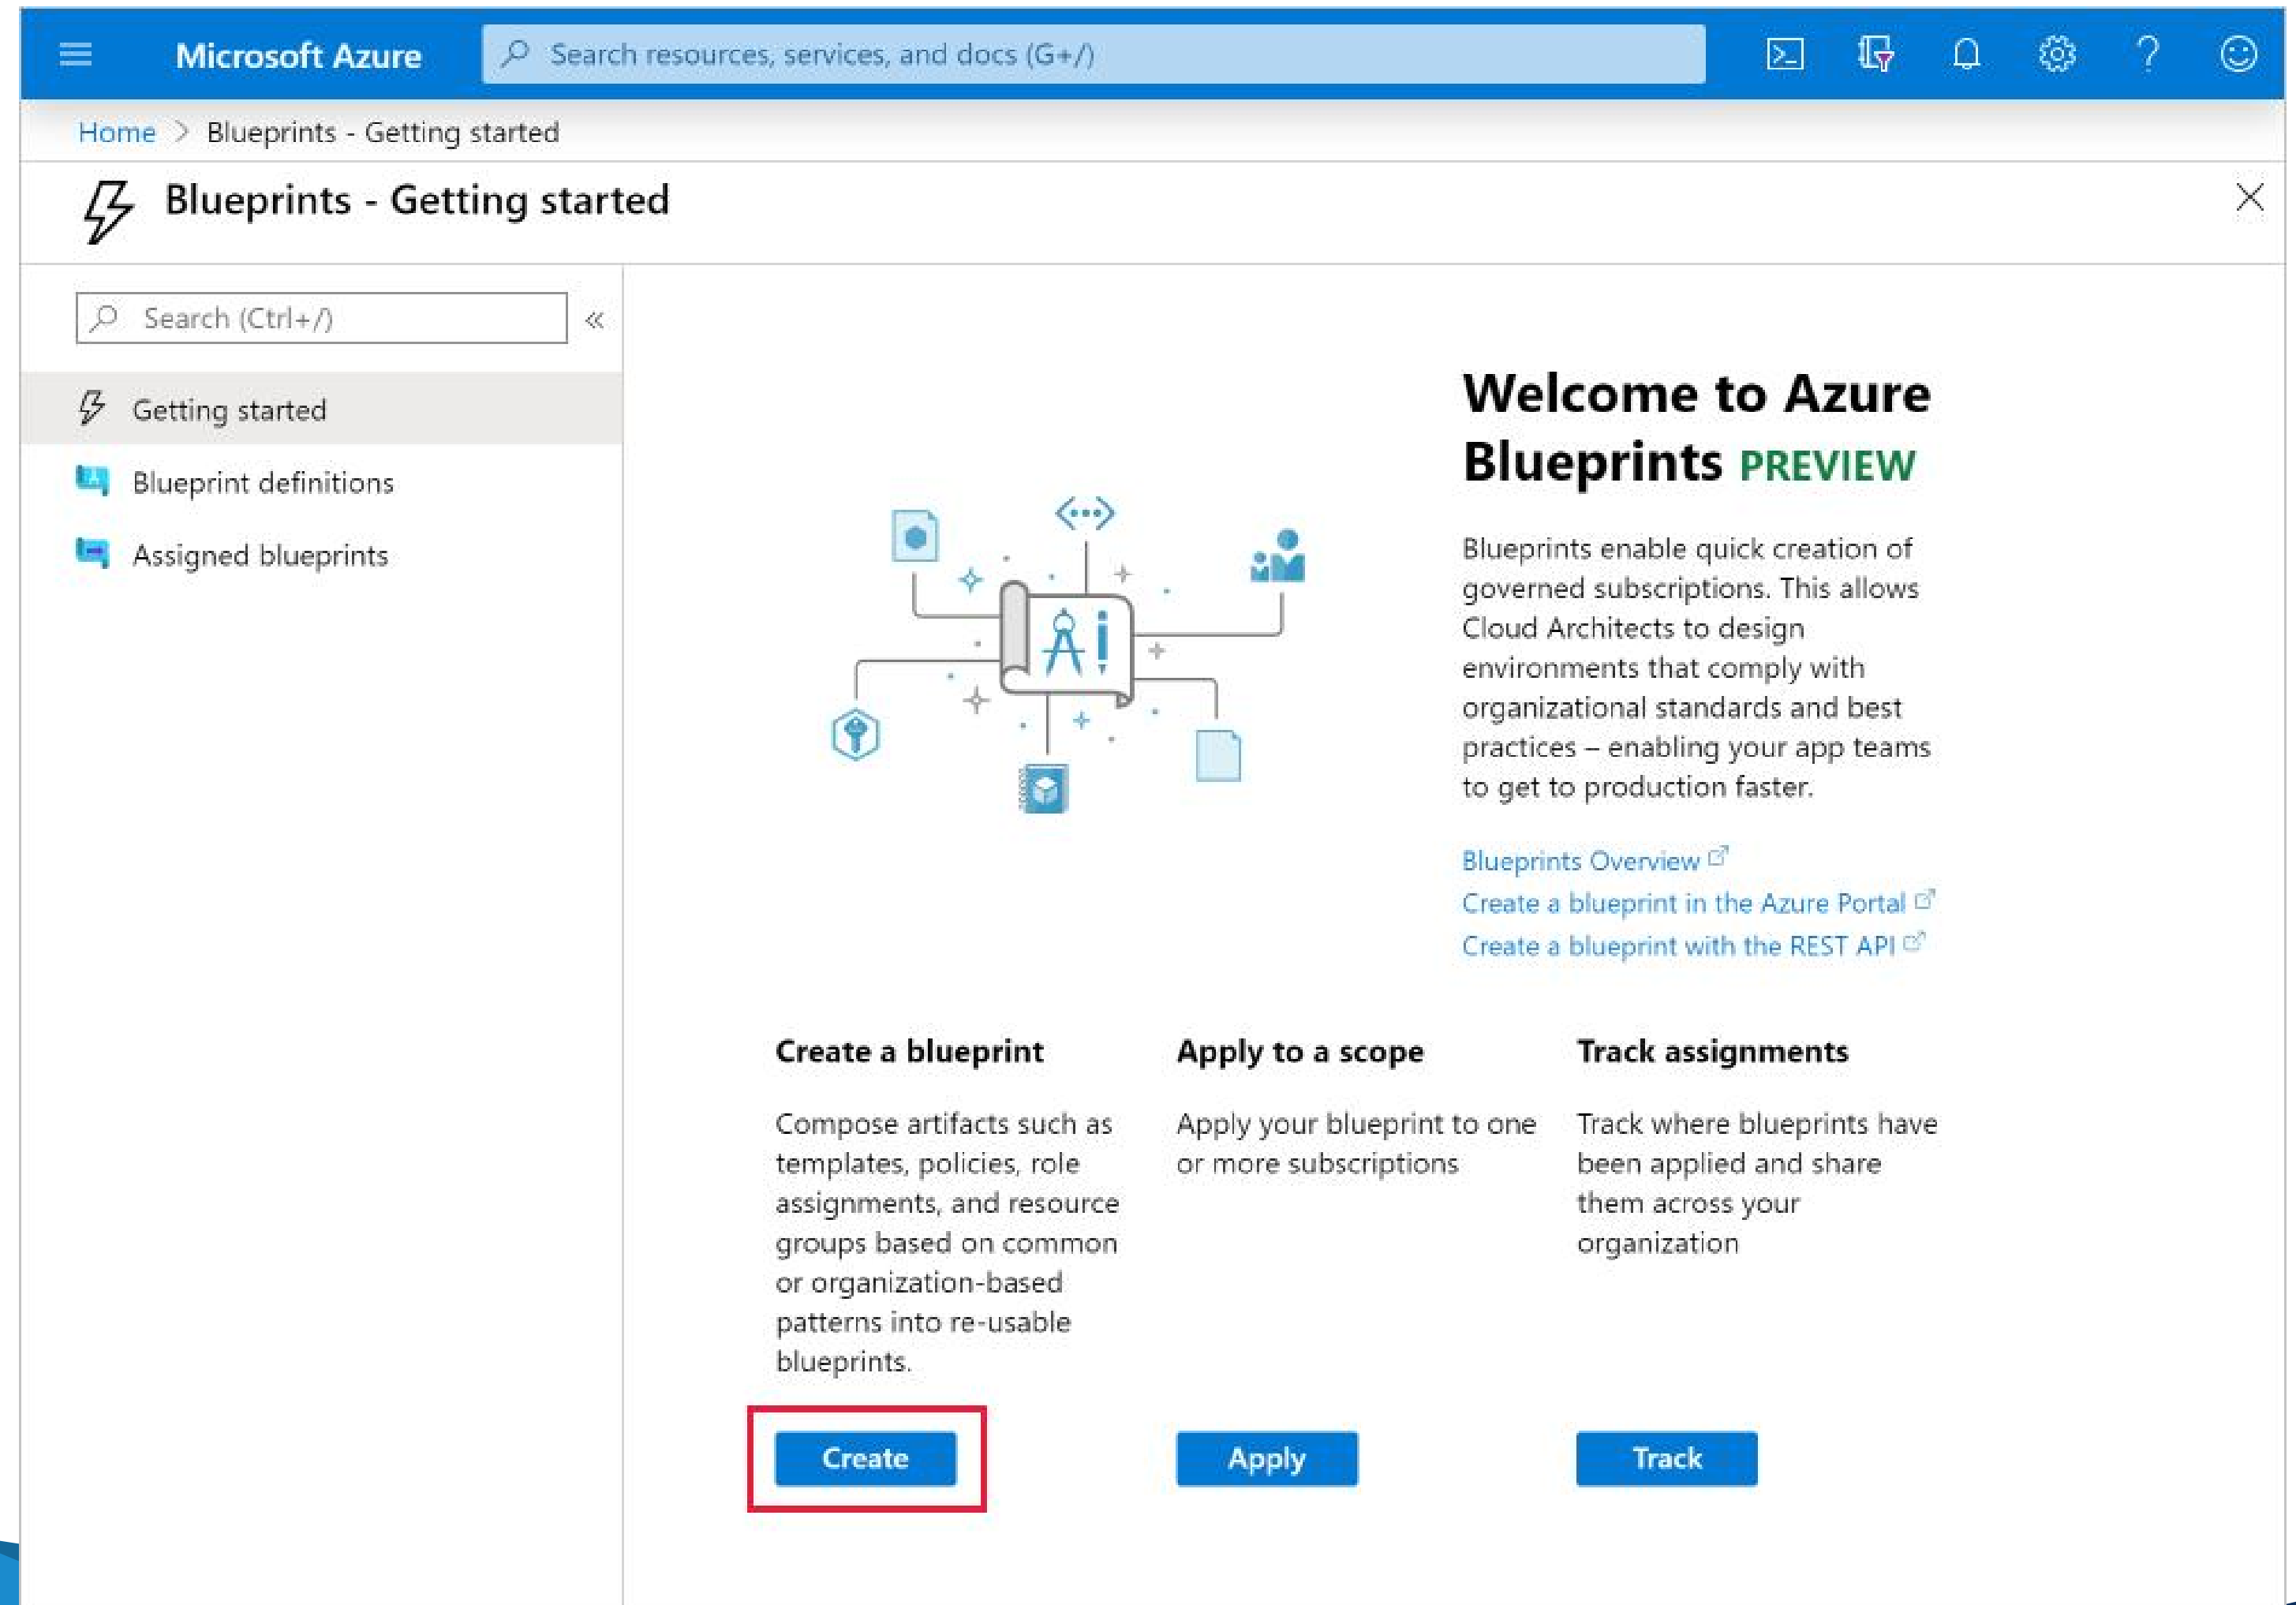 Microsoft Azure
Search resources, services, and docs (G+/)
Home > Blueprints - Getting started
Blueprints - Getting started
Search (Ctrl+/)
«
Getting started
Blueprint definitions
Assigned blueprints
Welcome to Azure
Blueprints PREVIEW
Blueprints enable quick creation of
governed subscriptions. This allows
Cloud Architects to design
environments that comply with
organizational standards and best
practices – enabling your app teams
to get to production faster.
Blueprints Overview
Create a blueprint in the Azure Portal
Create a blueprint with the REST API
Create a blueprint
Compose artifacts such as
templates, policies, role
assignments, and resource
groups based on common
or organization-based
patterns into re-usable
blueprints.
Create
Apply to a scope
Apply your blueprint to one
or more subscriptions
Apply
Track assignments
Track where blueprints have
been applied and share
them across your
organization
Track